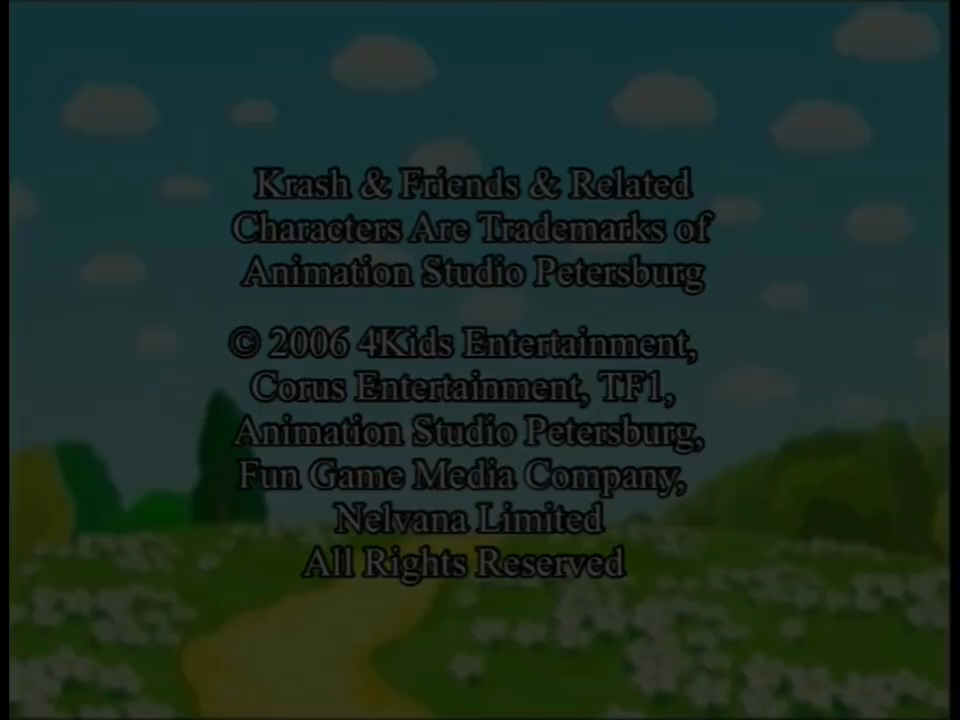 Krash & Friends & Related
Characters Are Trademarks of
Animation Studio Petersburg
© 2006 4Kids Entertainment,
Corus Entertainment, TF1,
Animation Studio Petersburg,
Fun Game Media Company,
Nelvana Limited
All Rights Reserved